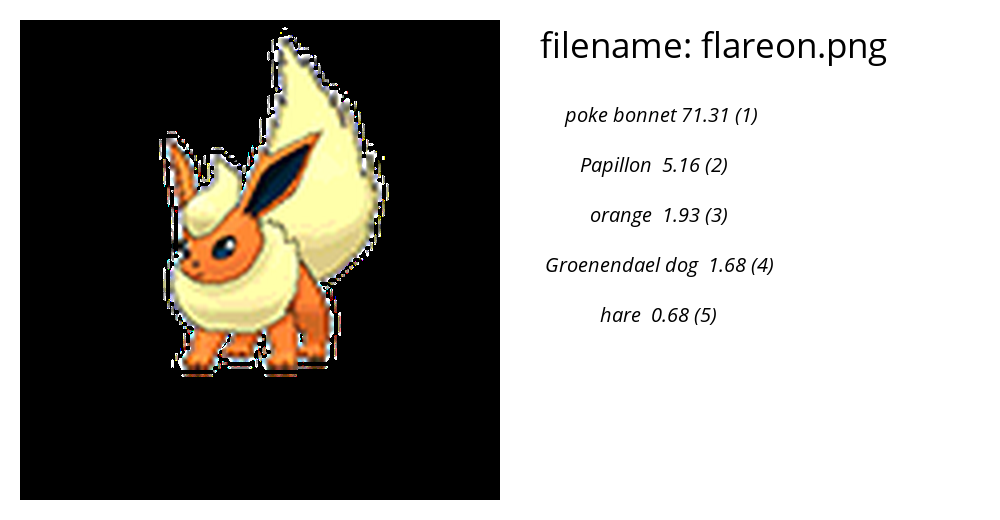 filename: flareon.png
poke bonnet 71.31 (1)
Papillon 5.16 (2)
orange 1.93 (3)
Groenendael dog 1.68 (4)
hare 0.68 (5)